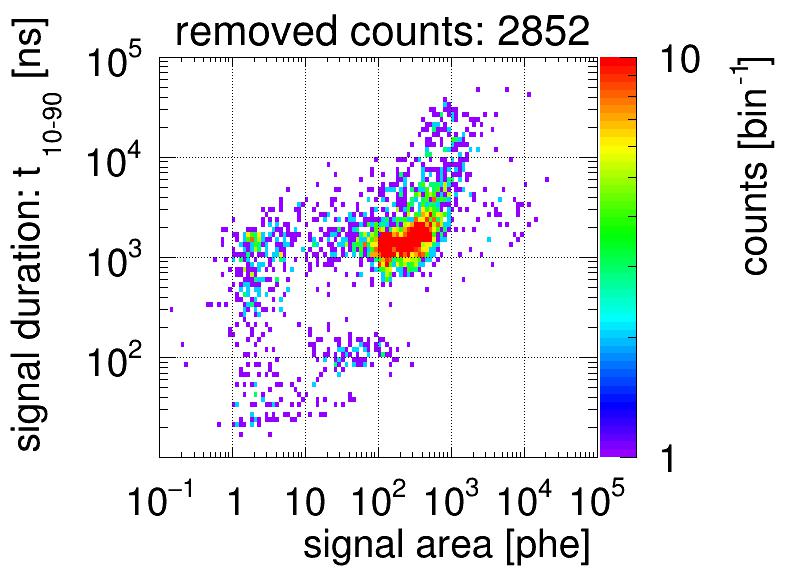 removed counts: 2852
signal duration: t 10-90 [ns]
10^5
10^4
10^3
10^2
10^−1 1 10 10^2 10^3 10^4 10^5
signal area [phe]
10
1
counts [bin^-1]